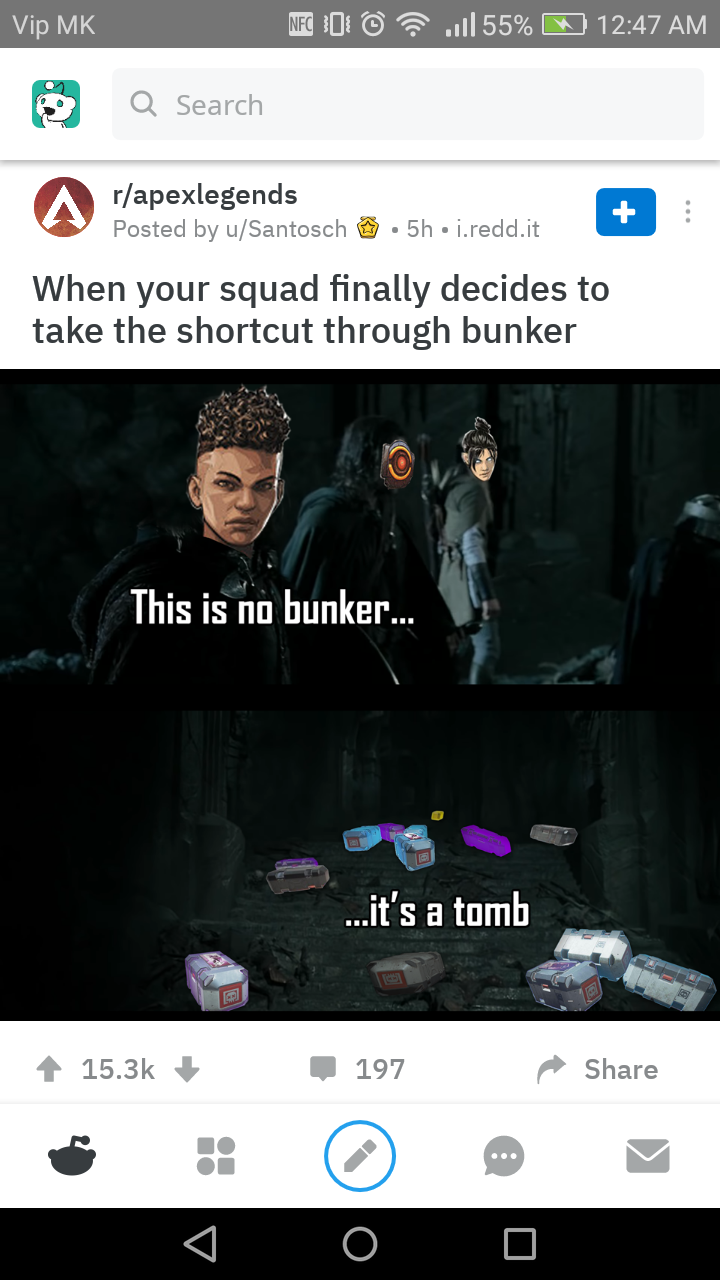 Vip MK NFC 55% 12:47 AM
Search
r/apexlegends
Posted by u/Santosch • 5h • i.redd.it
When your squad finally decides to
take the shortcut through bunker
This is no bunker...
...it's a tomb
15.3k 197 Share